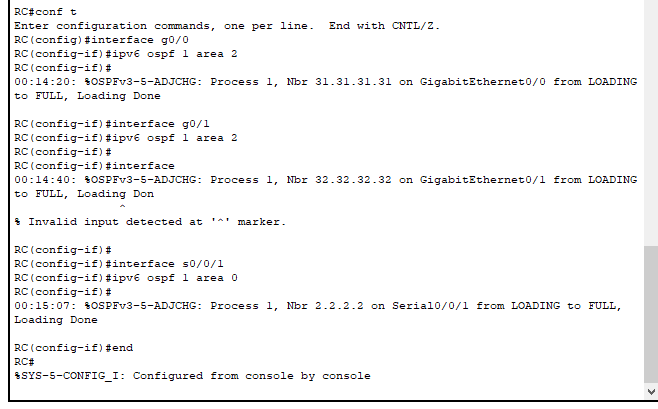 RC#conf t
Enter configuration commands, one per line.  End with CNTL/Z.
RC(config)#interface g0/0
RC(config-if)#ipv6 ospf 1 area 2
RC(config-if)#
00:14:20: %OSPFv3-5-ADJCHG: Process 1, Nbr 31.31.31.31 on GigabitEthernet0/0 from LOADING
to FULL, Loading Done
RC(config-if)#interface g0/1
RC(config-if)#ipv6 ospf 1 area 2
RC(config-if)#
RC(config-if)#interface
00:14:40: %OSPFv3-5-ADJCHG: Process 1, Nbr 32.32.32.32 on GigabitEthernet0/1 from LOADING
to FULL, Loading Don
^
% Invalid input detected at '^' marker.
RC(config-if)#
RC(config-if)#interface s0/0/1
RC(config-if)#ipv6 ospf 1 area 0
RC(config-if)#
00:15:07: %OSPFv3-5-ADJCHG: Process 1, Nbr 2.2.2.2 on Serial0/0/1 from LOADING to FULL,
Loading Done
RC(config-if)#end
RC#
%SYS-5-CONFIG_I: Configured from console by console